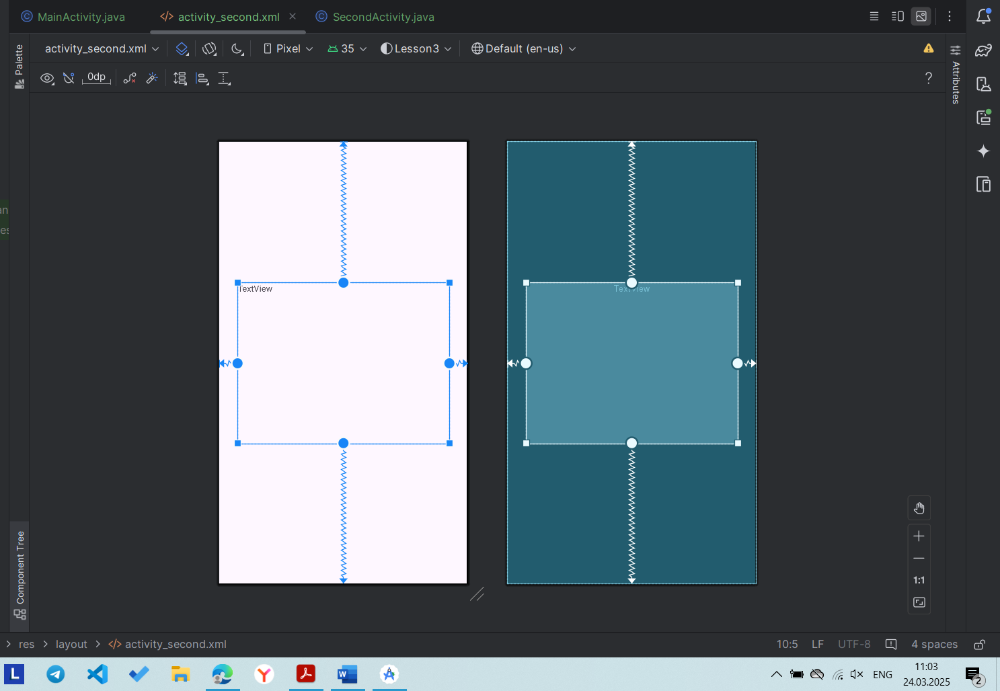 MainActivity.java
activity_second.xml
SecondActivity.java
activity_second.xml
Pixel
35
Lesson3
Default (en-us)
0dp
?
Palette
Attributes
an
es
TextView
TextView
Component Tree
1:1
res
layout
activity_second.xml
10:5
LF
UTF-8
4 spaces
L
W
ENG
11:03
24.03.2025
2